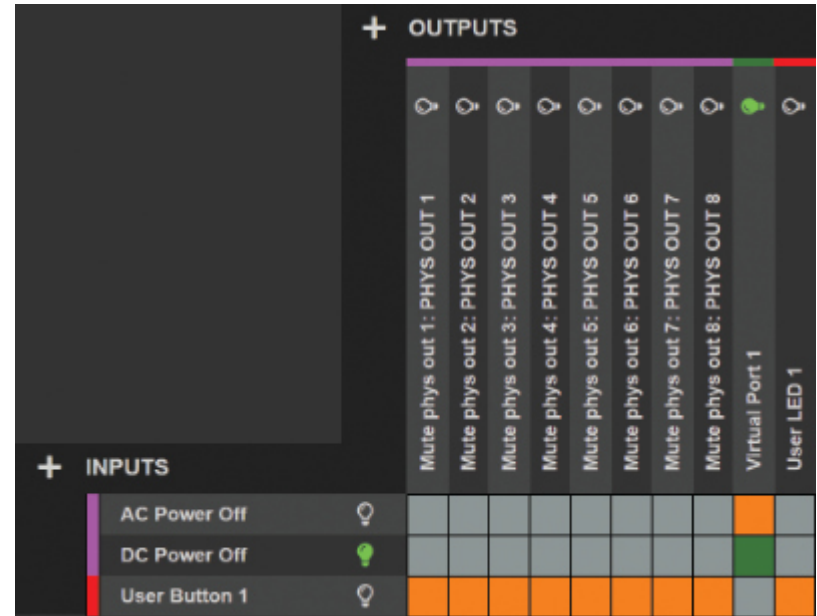 + OUTPUTS
Mute phys out 1: PHYS OUT 1
Mute phys out 2: PHYS OUT 2
Mute phys out 3: PHYS OUT 3
Mute phys out 4: PHYS OUT 4
Mute phys out 5: PHYS OUT 5
Mute phys out 6: PHYS OUT 6
Mute phys out 7: PHYS OUT 7
Mute phys out 8: PHYS OUT 8
Virtual Port 1
User LED 1
+ INPUTS
AC Power Off
DC Power Off
User Button 1